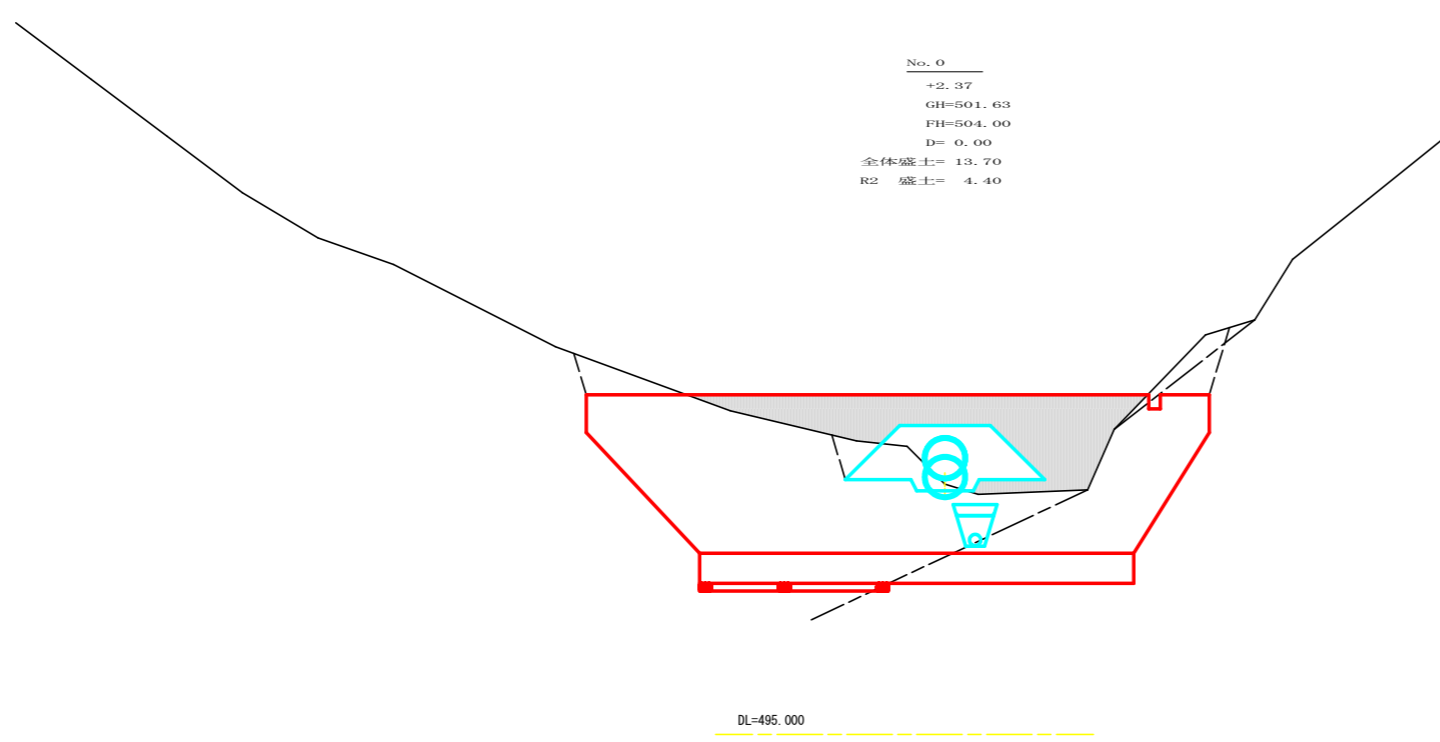 No. 0
+2. 37
GH=501. 63
FH=504. 00
D= 0. 00
全体盛土= 13. 70
R2 盛土= 4. 40
DL=495. 000